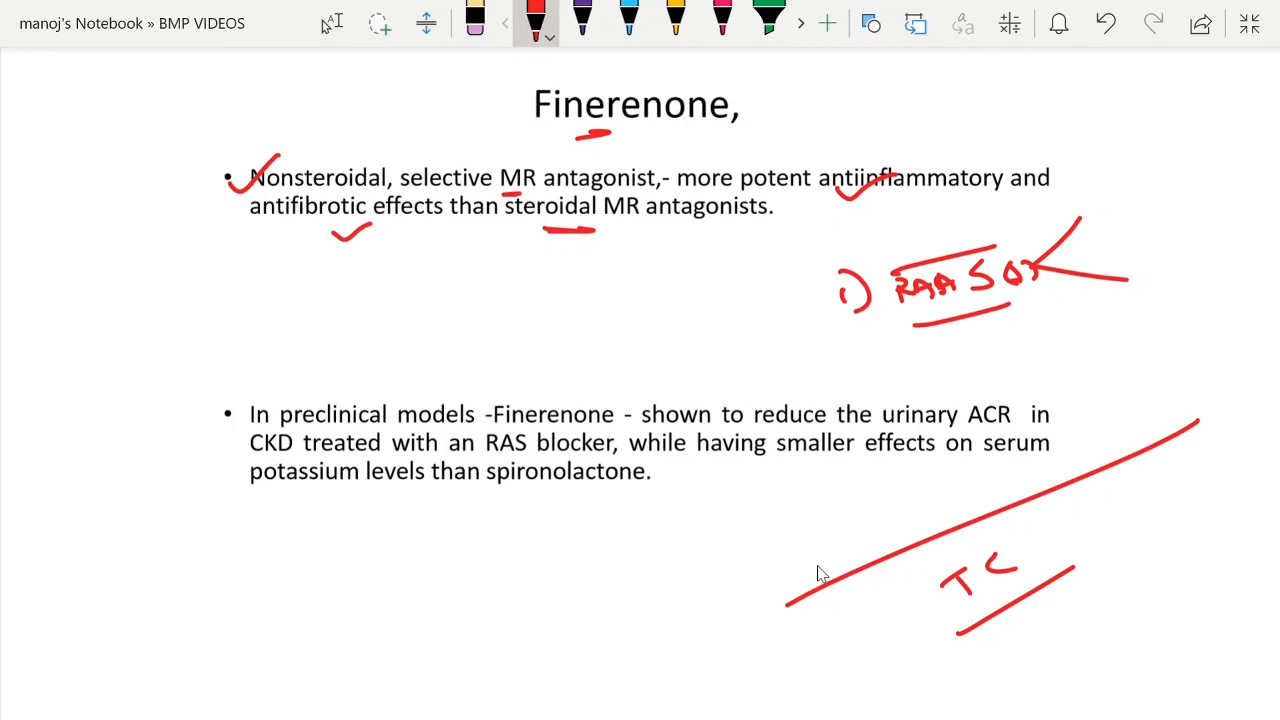 manoj's Notebook » BMP VIDEOS
Finerenone,
• Nonsteroidal, selective MR antagonist,- more potent antiinflammatory and
antifibrotic effects than steroidal MR antagonists.
1) RAAS
• In preclinical models -Finerenone - shown to reduce the urinary ACR in
CKD treated with an RAS blocker, while having smaller effects on serum
potassium levels than spironolactone.